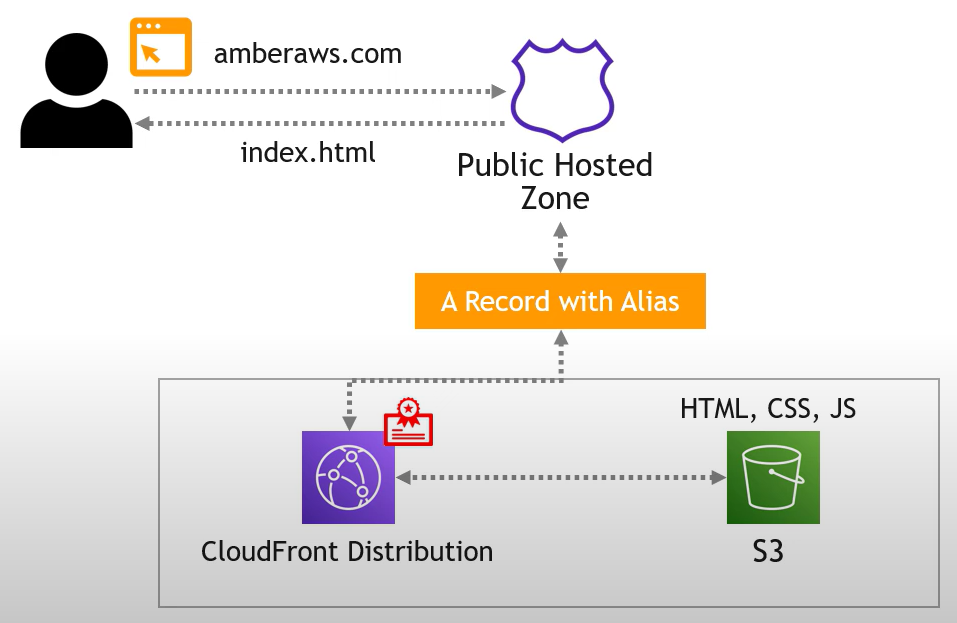 amberaws.com
index.html
Public Hosted
Zone
A Record with Alias
HTML, CSS, JS
CloudFront Distribution
S3